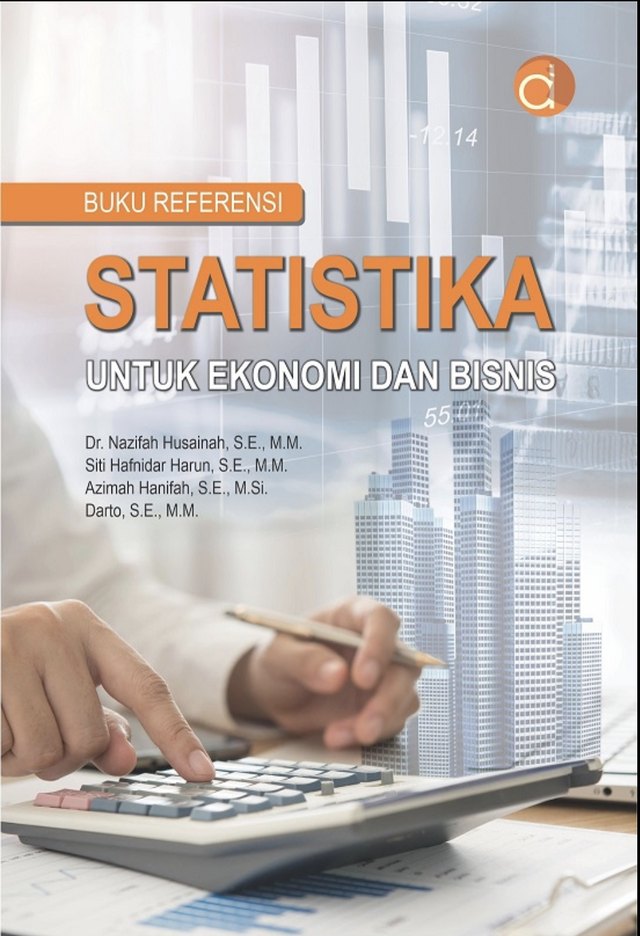 -12.14
BUKU REFERENSI
STATISTIKA
UNTUK EKONOMI DAN BISNIS
Dr. Nazifah Husainah, S.E., M.M.
Siti Hafnidar Harun, S.E., M.M.
Azimah Hanifah, S.E., M.Si.
Darto, S.E., M.M.